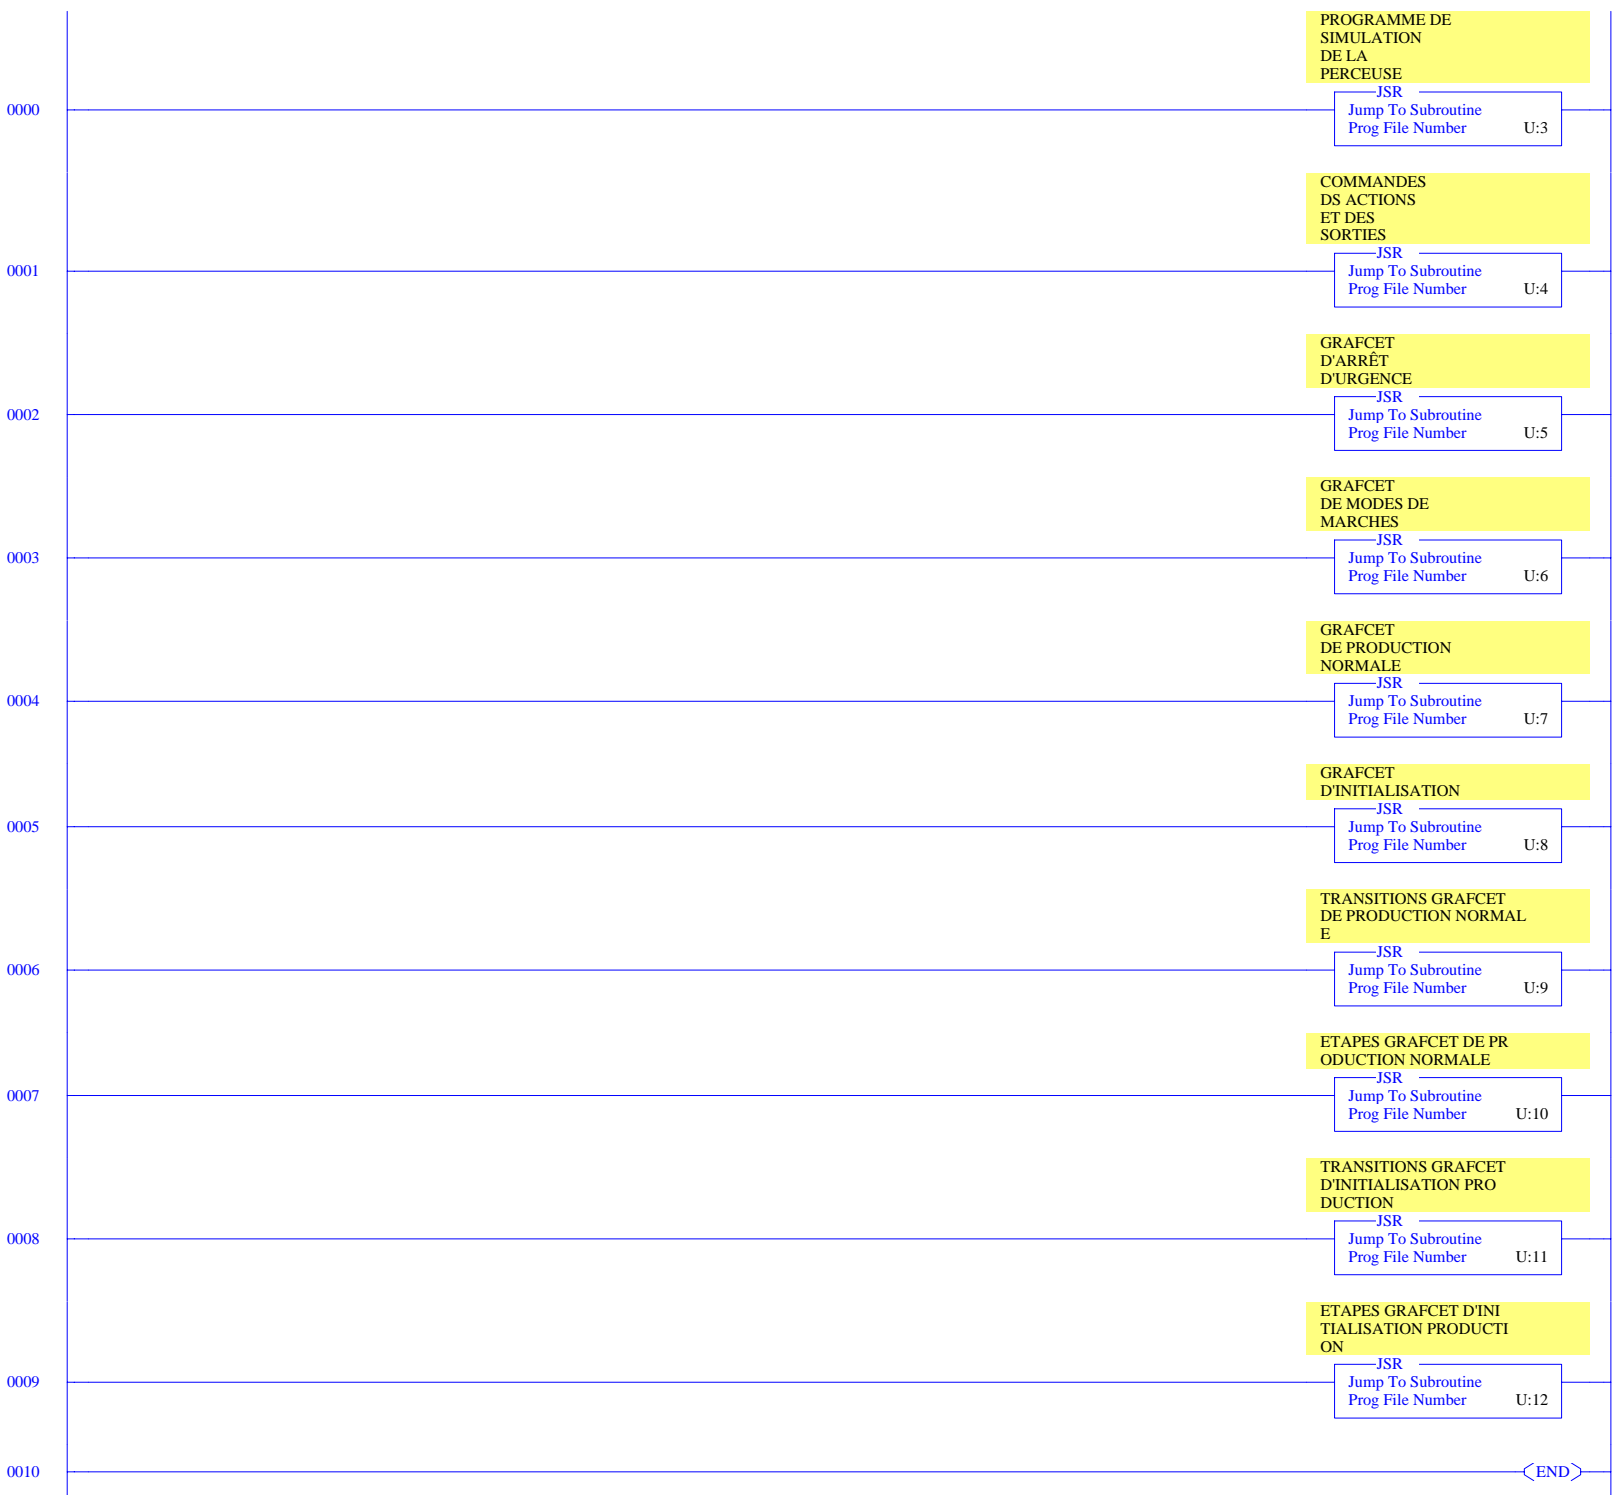 PROGRAMME DE
SIMULATION
DE LA
PERCEUSE
JSR
0000
Jump To Subroutine
Prog File Number U:3
COMMANDES
DS ACTIONS
ET DES
SORTIES
JSR
0001
Jump To Subroutine
Prog File Number U:4
GRAFCET
D'ARRÊT
D'URGENCE
JSR
0002
Jump To Subroutine
Prog File Number U:5
GRAFCET
DE MODES DE
MARCHES
JSR
0003
Jump To Subroutine
Prog File Number U:6
GRAFCET
DE PRODUCTION
NORMALE
JSR
0004
Jump To Subroutine
Prog File Number U:7
GRAFCET
D'INITIALISATION
JSR
0005
Jump To Subroutine
Prog File Number U:8
TRANSITIONS GRAFCET
DE PRODUCTION NORMAL
E
JSR
0006
Jump To Subroutine
Prog File Number U:9
ETAPES GRAFCET DE PR
ODUCTION NORMALE
JSR
0007
Jump To Subroutine
Prog File Number U:10
TRANSITIONS GRAFCET
D'INITIALISATION PRO
DUCTION
JSR
0008
Jump To Subroutine
Prog File Number U:11
ETAPES GRAFCET D'INI
TIALISATION PRODUCTI
ON
JSR
0009
Jump To Subroutine
Prog File Number U:12
0010 END